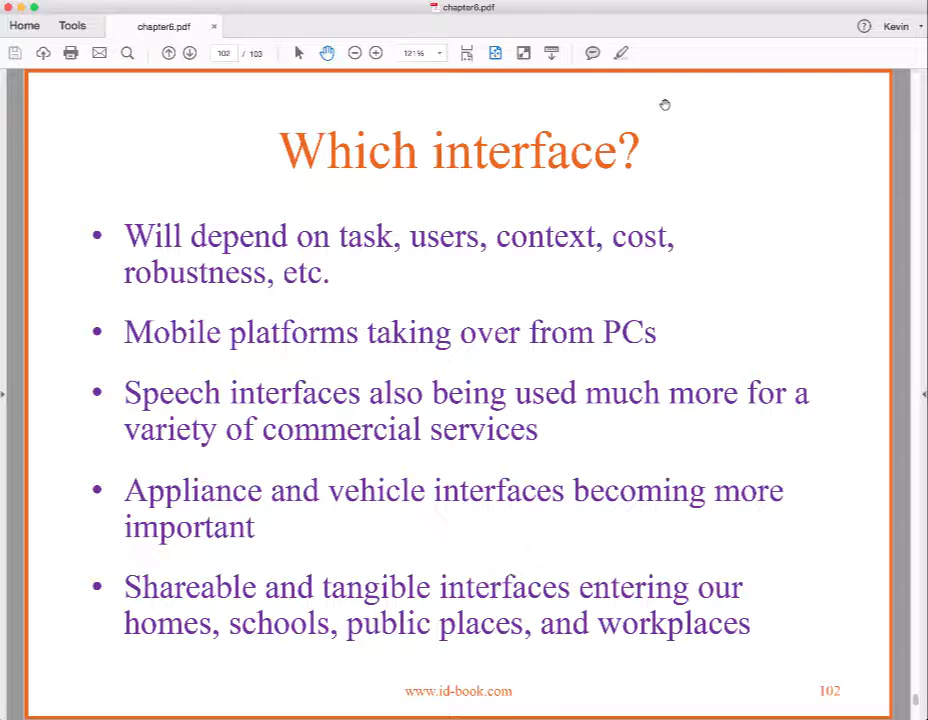 chapter6.pdf
Home Tools chapter6.pdf × ? Kevin
102 / 103 121%
Which interface?
• Will depend on task, users, context, cost,
robustness, etc.
• Mobile platforms taking over from PCs
• Speech interfaces also being used much more for a
variety of commercial services
• Appliance and vehicle interfaces becoming more
important
• Shareable and tangible interfaces entering our
homes, schools, public places, and workplaces
www.id-book.com 102